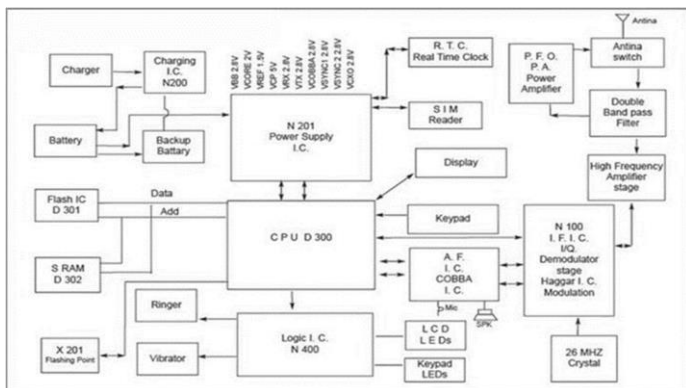 Antina
Charger
Charging
I.C.
N200
Battery
Backup
Battary
VBB 2.8V
VCORE 2V
VREF 1.5V
VCP 5V
VRX 2.8V
VTX 2.8V
VCOBBA 2.8V
VSYNC1 2.8V
VSYNC 2 2.8V
VCXO 2.8V
N 201
Power Supply
I.C.
R. T. C.
Real Time Clock
S I M
Reader
P. F. O.
P. A.
Power
Amplifier
Antina
switch
Double
Band pass
Filter
High Frequency
Amplifier
stage
Display
Keypad
Flash IC
D 301
Data
Add
S RAM
D 302
C P U D 300
A. F.
I. C.
COBBA
I. C.
Mic
SPK
N 100
I. F. I. C.
I/Q.
Demodulator
stage
Haggar I. C.
Modulation
Ringer
Vibrator
X 201
Flashing Point
Logic I. C.
N 400
L C D
L E Ds
Keypad
LEDs
26 MHZ
Crystal